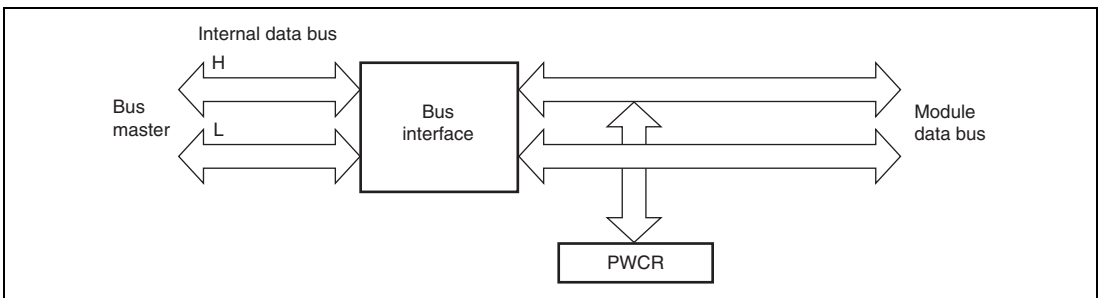 Internal data bus
H
Bus
master
L
Bus
interface
Module
data bus
PWCR